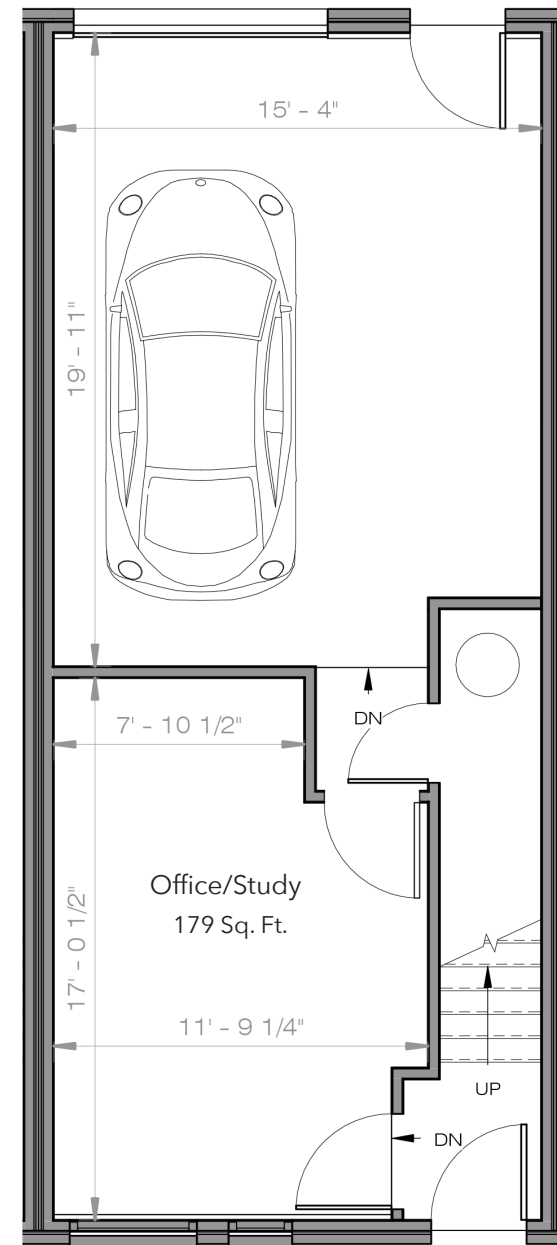 15' - 4"
19' - 11"
DN
7' - 10 1/2"
Office/Study
179 Sq. Ft.
17' - 0 1/2"
11' - 9 1/4"
UP
DN